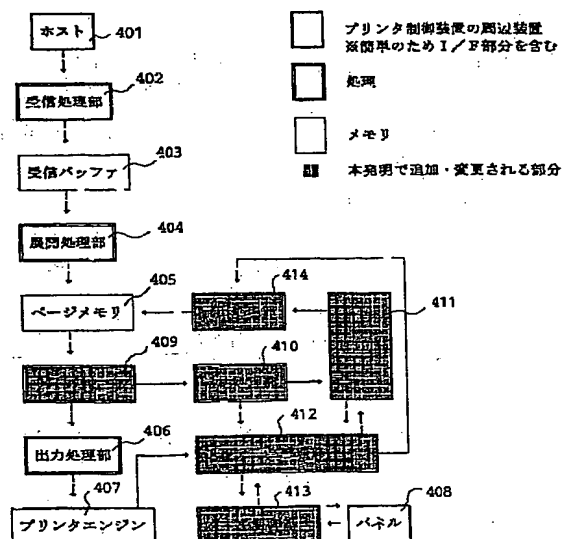 ホスト
401
402
受信処理部
403
受信バッファ
404
展開処理部
405
ページメモリ
409
414
411
410
412
406
出力処理部
407
プリンタエンジン
413
408
パネル
プリンタ制御装置の周辺装置
※簡単のためI/F部分を含む
処理
メモリ
本発明で追加・変更される部分